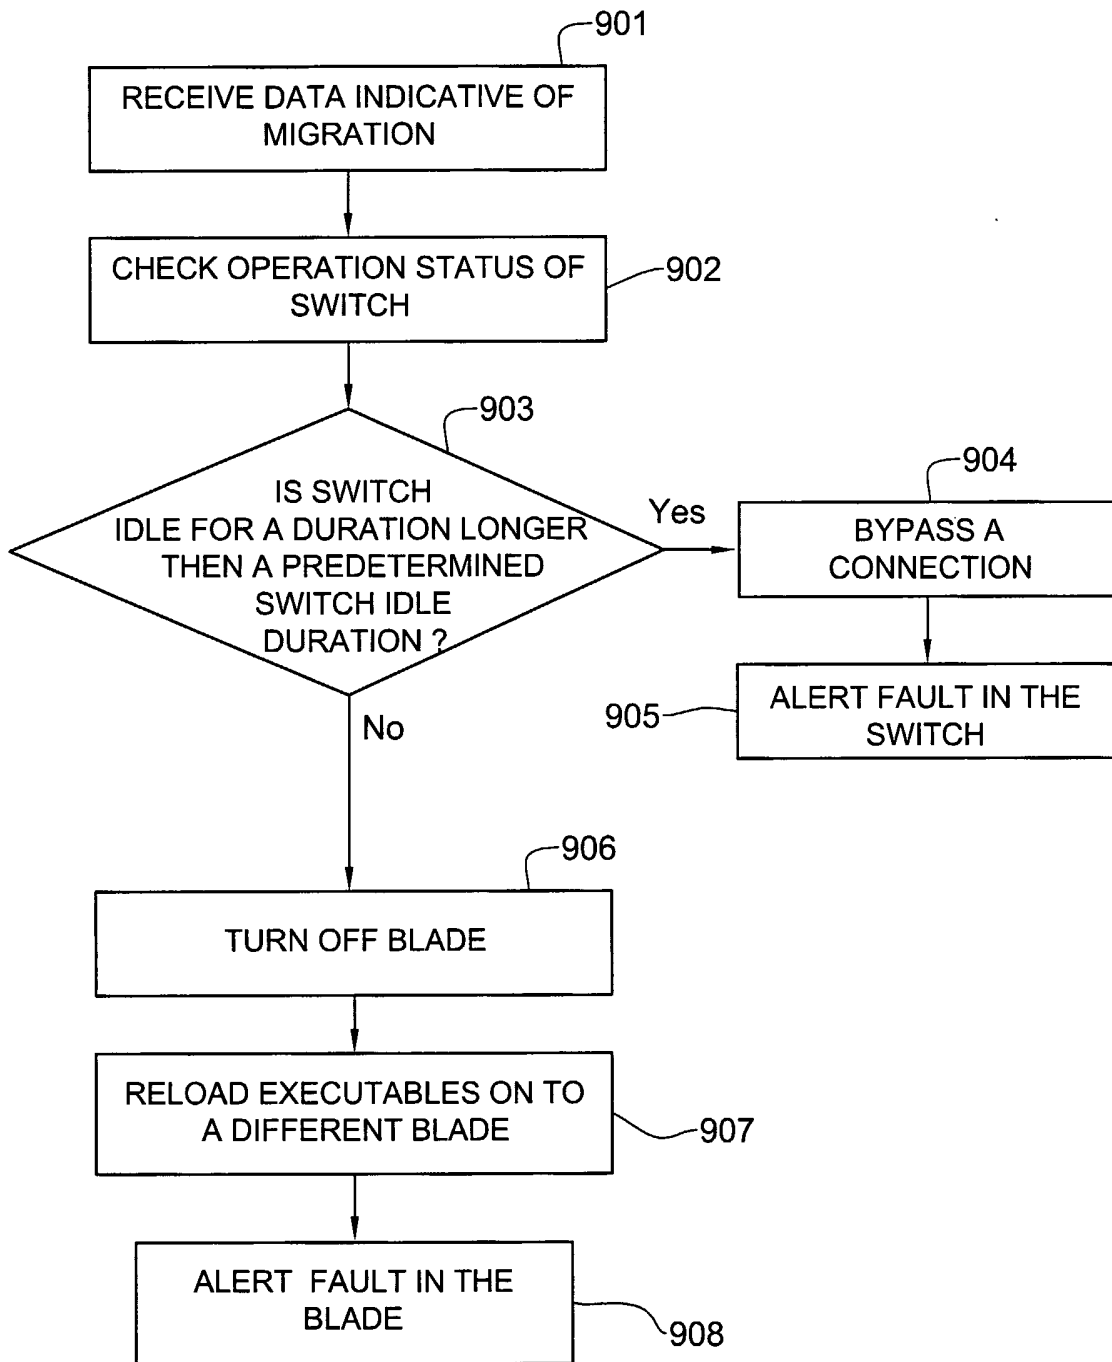 901
RECEIVE DATA INDICATIVE OF
MIGRATION
CHECK OPERATION STATUS OF
SWITCH
902
903
IS SWITCH
IDLE FOR A DURATION LONGER
THEN A PREDETERMINED
SWITCH IDLE
DURATION ?
Yes
904
BYPASS A
CONNECTION
905
ALERT FAULT IN THE
SWITCH
No
906
TURN OFF BLADE
RELOAD EXECUTABLES ON TO
A DIFFERENT BLADE
907
ALERT FAULT IN THE
BLADE
908